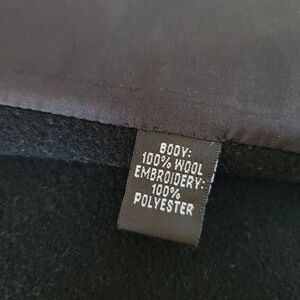 BODY:
100% WOOL
EMBROIDERY:
100%
POLYESTER